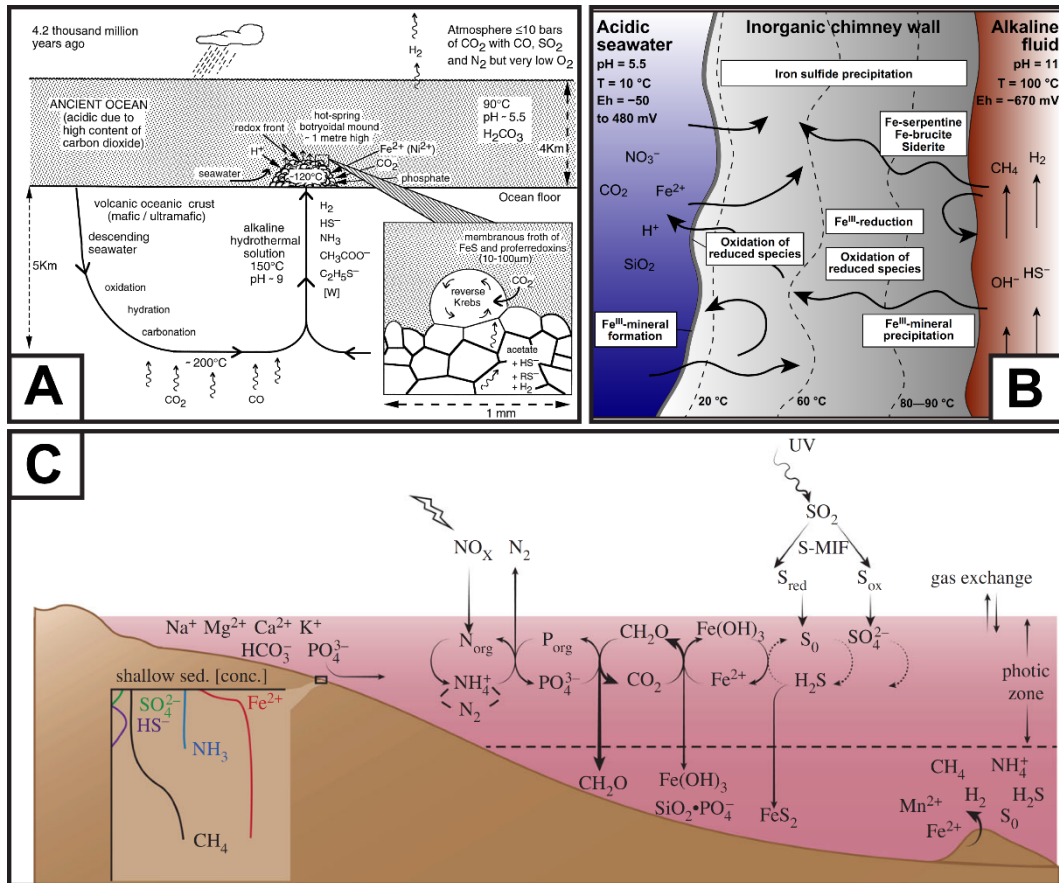 4.2 thousand million
years ago
H2
Atmosphere ≤10 bars
of CO2 with CO, SO2
and N2 but very low O2
ANCIENT OCEAN
(acidic due to
high content of
carbon dioxide)
redox front
hot-spring
botryoidal mound
~ 1 metre high
90°C
pH ~ 5.5
H2CO3
4Km
H+
seawater
~120°C
Fe2+ (Ni2+)
CO2
phosphate
Ocean floor
volcanic oceanic crust
(mafic / ultramafic)
descending
seawater
oxidation
hydration
carbonation
5Km
alkaline
hydrothermal
solution
150°C
pH ~ 9
H2
HS−
NH3
CH3COO−
C2H5S−
[W]
~ 200°C
CO2
CO
membranous froth of
FeS and proferredoxins
(10-100µm)
reverse
Krebs
CO2
acetate
+ HS−
+ RS−
+ H2
1 mm
A
Acidic
seawater
pH = 5.5
T = 10 °C
Eh = −50
to 480 mV
Inorganic chimney wall
Alkaline
fluid
pH = 11
T = 100 °C
Eh = −670 mV
Iron sulfide precipitation
Fe-serpentine
Fe-brucite
Siderite
NO3−
CO2
Fe2+
H+
SiO2
CH4
H2
FeIII-reduction
Oxidation of
reduced species
Oxidation of
reduced species
OH−
HS−
FeIII-mineral
formation
FeIII-mineral
precipitation
20 °C
60 °C
80—90 °C
B
C
UV
SO2
S-MIF
Sred
Sox
NOX
N2
gas exchange
Na+ Mg2+ Ca2+ K+
HCO3− PO43−
Norg
NH4+
N2
Porg
PO43−
CH2O
CO2
Fe(OH)3
Fe2+
S0
SO42−
H2S
photic
zone
shallow sed. [conc.]
SO42−
HS−
Fe2+
NH3
CH4
CH2O
Fe(OH)3
SiO2•PO4−
FeS2
CH4
NH4+
H2
H2S
Mn2+
S0
Fe2+